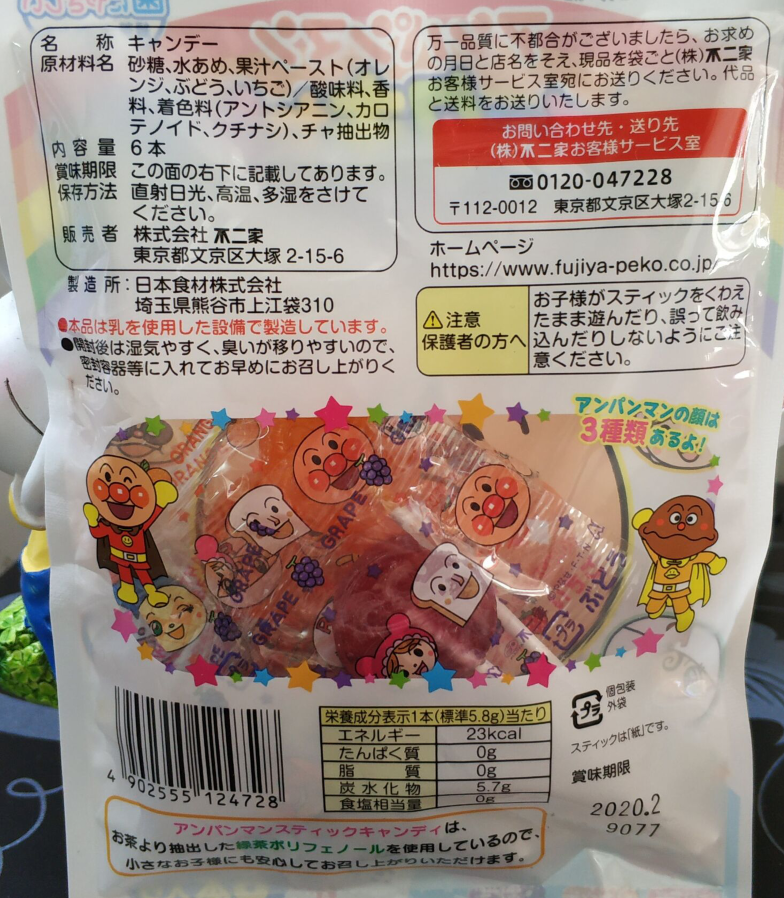 名称 キャンデー
原材料名 砂糖、水あめ、果汁ペースト(オレ
ンジ、ぶどう、いちご)/酸味料、香
料、着色料(アントシアニン、カロ
テノイド、クチナシ)、チャ抽出物
内容量 6本
賞味期限 この面の右下に記載してあります。
保存方法 直射日光、高温、多湿をさけて
ください。
販売者 株式会社 不二家
東京都文京区大塚 2-15-6
製造所:日本食材株式会社
埼玉県熊谷市上江袋310
●本品は乳を使用した設備で製造しています。
●開封後は湿気やすく、臭いが移りやすいので、
密封容器等に入れてお早めにお召し上がりく
ださい。
万一品質に不都合がございましたら、お求め
の月日と店名をそえ、現品を袋ごと(株)不二家
お客様サービス室宛にお送りください。代品
と送料をお送りいたします。
お問い合わせ先・送り先
(株)不二家お客様サービス室
0120-047228
〒112-0012 東京都文京区大塚2-15-6
ホームページ
https://www.fujiya-peko.co.jp/
⚠注意
保護者の方へ
お子様がスティックをくわえ
たまま遊んだり、誤って飲み
込んだりしないようにご注
意ください。
アンパンマンの顔は
3種類あるよ!
GRAPE
GRAPE
GRAPE
ぶどう
プラ
4 902555 124728
栄養成分表示1本(標準5.8g)当たり
エネルギー 23kcal
たんぱく質 0g
脂質 0g
炭水化物 5.7g
食塩相当量 0g
プラ
個包装
外袋
スティックは「紙」です。
賞味期限
2020.2
9077
アンパンマンスティックキャンディは、
お茶より抽出した緑茶ポリフェノールを使用しているので、
小さなお子様にも安心してお召し上がりいただけます。